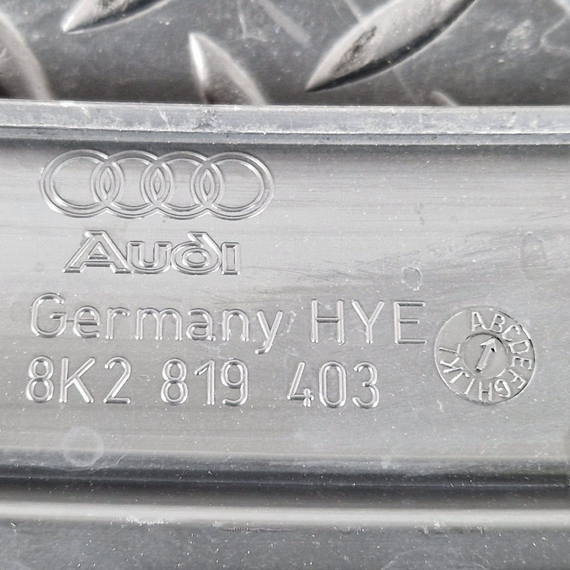 Audi
Germany HYE
8K2 819 403
ABCDEFGHIJKL